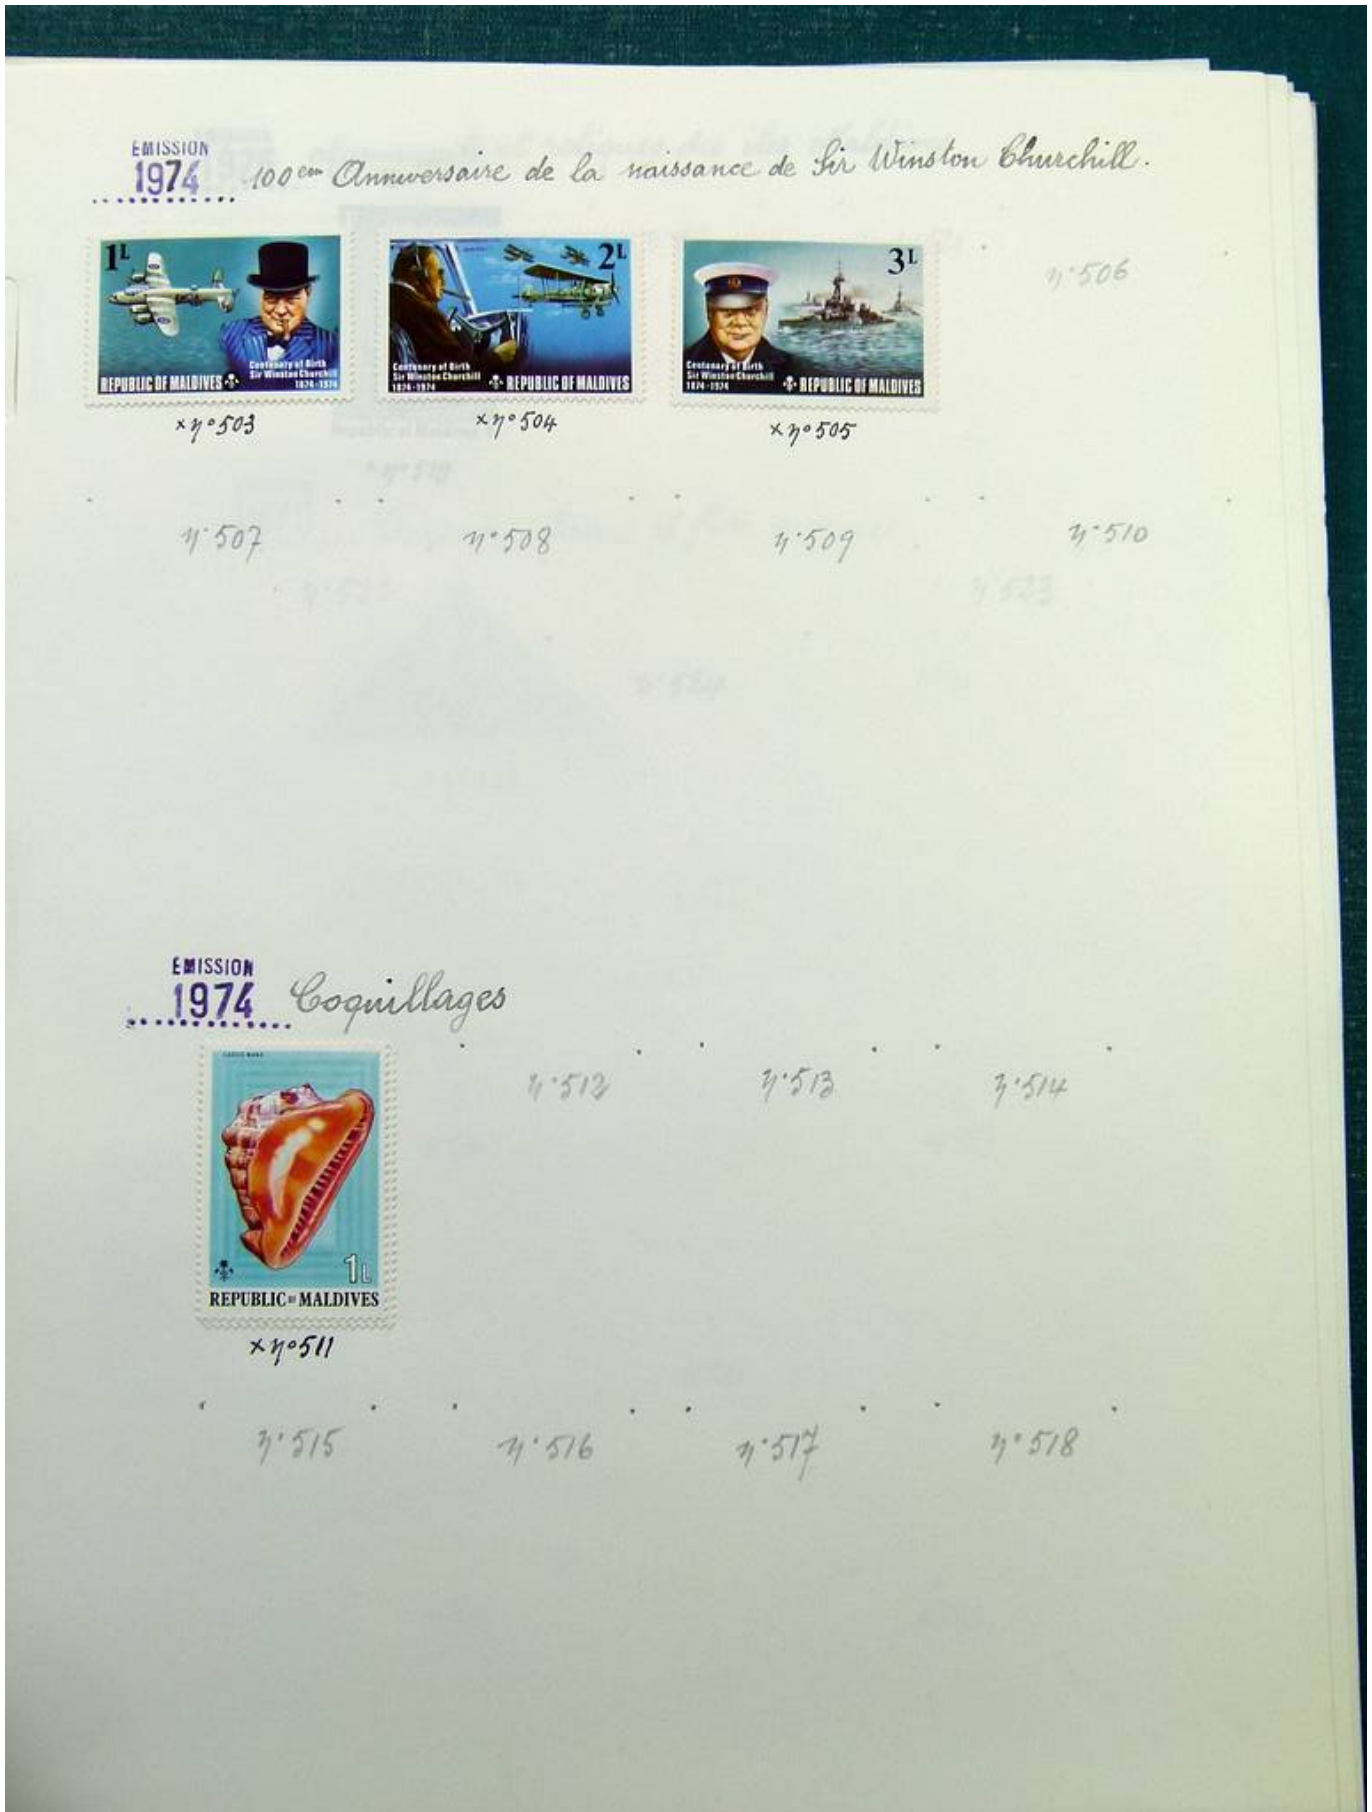 EMISSION
1974 100em Anniversaire de la naissance de Sir Winston Churchill.
1L
2L
3L
Centenary of Birth
Sir Winston Churchill
1874-1974
REPUBLIC OF MALDIVES
Centenary of Birth
Sir Winston Churchill
1874-1974
REPUBLIC OF MALDIVES
Centenary of Birth
Sir Winston Churchill
1874-1974
REPUBLIC OF MALDIVES
n°506
x n°503
x n°504
x n°505
n°507
n°508
n°509
n°510
n°523
n°524
EMISSION
1974 Coquillages
1L
REPUBLIC OF MALDIVES
x n°511
n°512
n°513
n°514
n°515
n°516
n°517
n°518